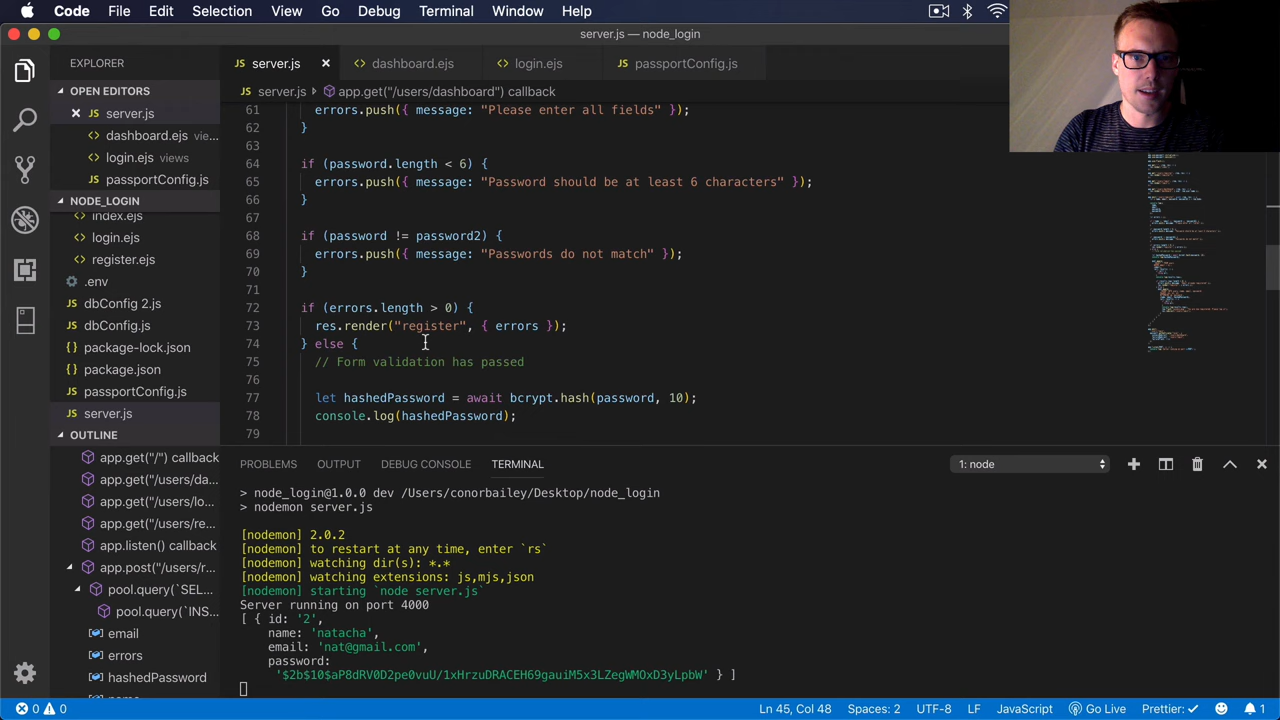 Code File Edit Selection View Go Debug Terminal Window Help
server.js — node_login
EXPLORER
server.js
dashboard.ejs
login.ejs
passportConfig.js
OPEN EDITORS
server.js
dashboard.ejs vie...
login.ejs views
passportConfig.js
NODE_LOGIN
index.ejs
login.ejs
register.ejs
.env
dbConfig 2.js
dbConfig.js
package-lock.json
package.json
passportConfig.js
server.js
OUTLINE
app.get("/") callback
app.get("/users/da...
app.get("/users/lo...
app.get("/users/re...
app.listen() callback
app.post("/users/r...
pool.query(`SEL...
pool.query(`INS...
email
errors
hashedPassword
server.js > app.get("/users/dashboard") callback
61 errors.push({ message: "Please enter all fields" });
62 }
63
64 if (password.length < 6) {
65 errors.push({ message: "Password should be at least 6 characters" });
66 }
67
68 if (password != password2) {
69 errors.push({ message: "Passwords do not match" });
70 }
71
72 if (errors.length > 0) {
73 res.render("register", { errors });
74 } else {
75 // Form validation has passed
76
77 let hashedPassword = await bcrypt.hash(password, 10);
78 console.log(hashedPassword);
79
PROBLEMS OUTPUT DEBUG CONSOLE TERMINAL
1: node
> node_login@1.0.0 dev /Users/conorbailey/Desktop/node_login
> nodemon server.js
[nodemon] 2.0.2
[nodemon] to restart at any time, enter `rs`
[nodemon] watching dir(s): *.*
[nodemon] watching extensions: js,mjs,json
[nodemon] starting `node server.js`
Server running on port 4000
[ { id: '2',
name: 'natacha',
email: 'nat@gmail.com',
password:
'$2b$10$aP8dRV0D2pe0vuU/1xHrzuDRACEH69gauiM5x3LZegWMOxD3yLpbW' } ]
0 0
Ln 45, Col 48 Spaces: 2 UTF-8 LF JavaScript Go Live Prettier: ✓ 1